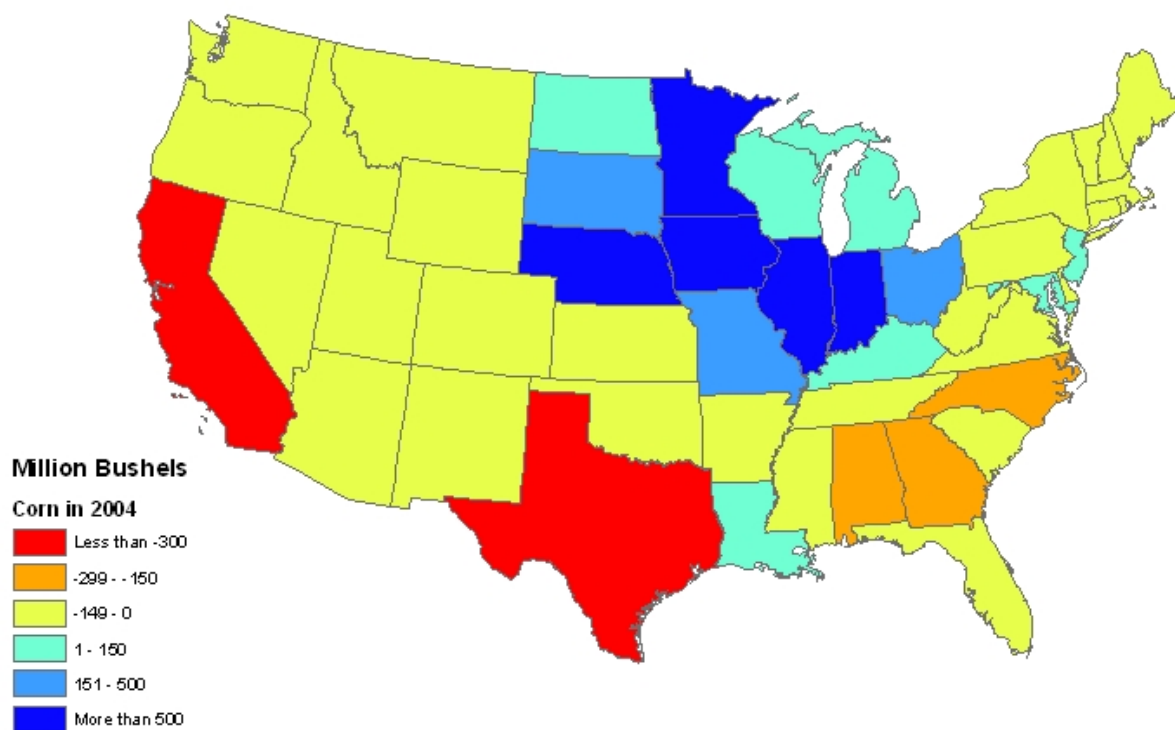 Million Bushels
Corn in 2004
Less than -300
-299 - -150
-149 - 0
1 - 150
151 - 500
More than 500